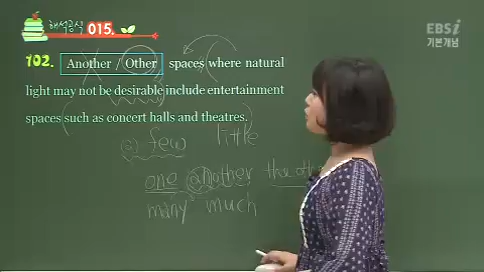 해석공식 015.
EBSi
기본개념
102. Another / Other spaces where natural
light may not be desirable include entertainment
spaces such as concert halls and theatres.
(a) few little
one another the othe
many much